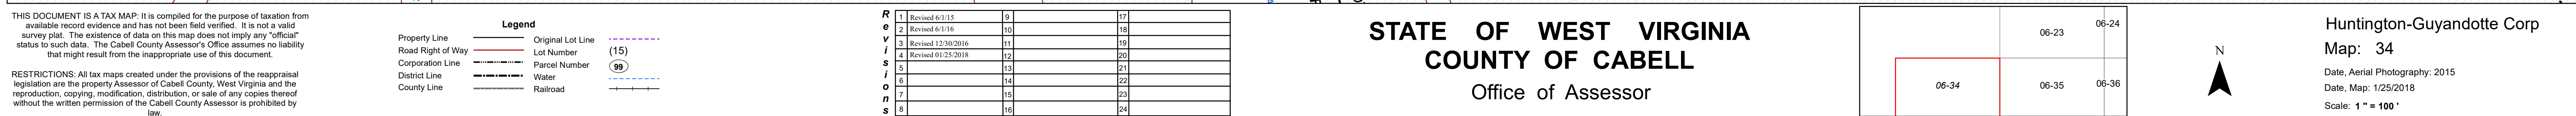 THIS DOCUMENT IS A TAX MAP: It is compiled for the purpose of taxation from
available record evidence and has not been field verified. It is not a valid
survey plat. The existence of data on this map does not imply any "official"
status to such data. The Cabell County Assessor's Office assumes no liability
that might result from the inappropriate use of this document.
RESTRICTIONS: All tax maps created under the provisions of the reappraisal
legislation are the property Assessor of Cabell County, West Virginia and the
reproduction, copying, modification, distribution, or sale of any copies thereof
without the written permission of the Cabell County Assessor is prohibited by
law.
Legend
Property Line
Road Right of Way
Corporation Line
District Line
County Line
Original Lot Line
Lot Number (15)
Parcel Number 99
Water
Railroad
Revisions
1 Revised 6/1/15 9 17
2 Revised 6/1/16 10 18
3 Revised 12/30/2016 11 19
4 Revised 01/25/2018 12 20
5 13 21
6 14 22
7 15 23
8 16 24
STATE OF WEST VIRGINIA
COUNTY OF CABELL
Office of Assessor
06-23 06-24
06-34 06-35 06-36
N
Huntington-Guyandotte Corp
Map: 34
Date, Aerial Photography: 2015
Date, Map: 1/25/2018
Scale: 1 " = 100 '